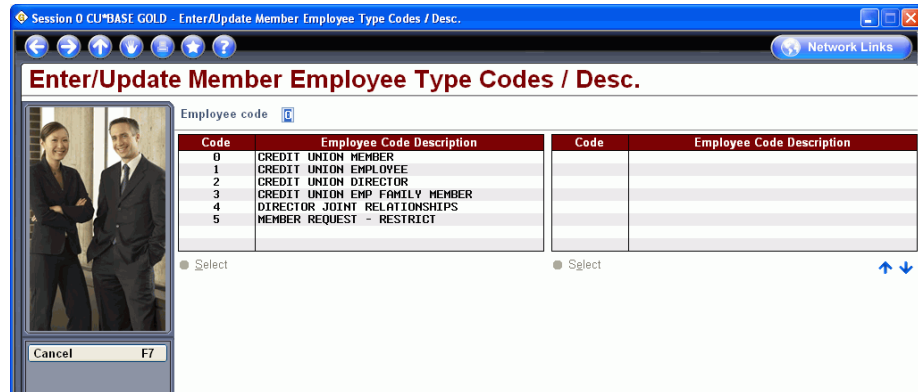 Session 0 CU*BASE GOLD - Enter/Update Member Employee Type Codes / Desc.
Network Links
Enter/Update Member Employee Type Codes / Desc.
Employee code 0
Code Employee Code Description Code Employee Code Description
0 CREDIT UNION MEMBER
1 CREDIT UNION EMPLOYEE
2 CREDIT UNION DIRECTOR
3 CREDIT UNION EMP FAMILY MEMBER
4 DIRECTOR JOINT RELATIONSHIPS
5 MEMBER REQUEST - RESTRICT
Select Select
Cancel F7